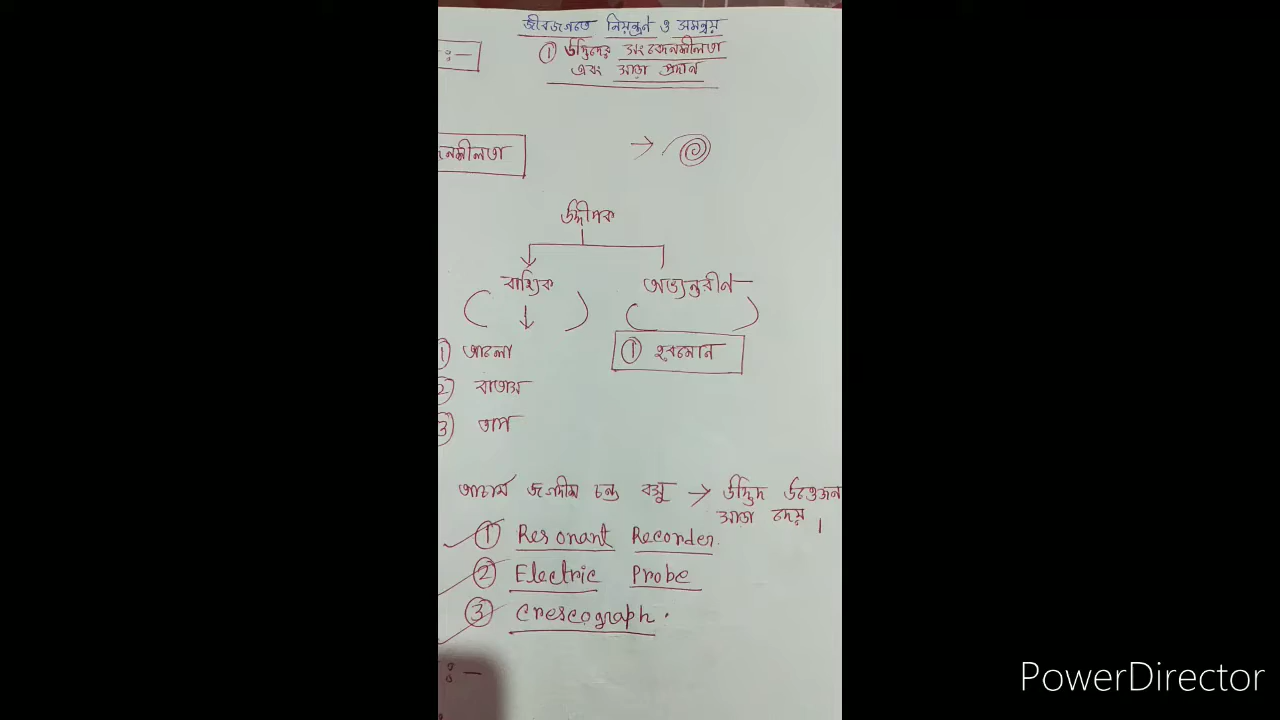 জীবজগতে নিয়ন্ত্রণ ও সমন্বয়
① উদ্ভিদের সংবেদনশীলতা
এবং সাড়া প্রদান
ঃ—
নশীলতা
→
উদ্দীপক
বাহ্যিক অভ্যন্তরীণ
① আলো ① হরমোন
② বাতাস
③ তাপ
আচার্য জগদীশ চন্দ্র বসু → উদ্ভিদ উত্তেজন
সাড়া দেয়।
① Resonant Recorder.
② Electric Probe
③ Crescograph.
ঃ—
PowerDirector